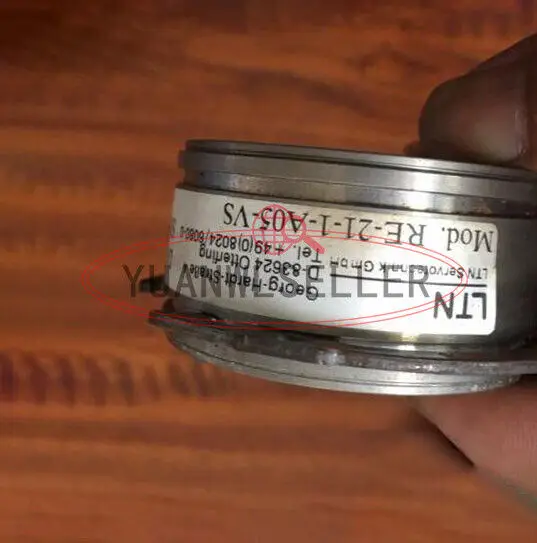 LTN
LTN Servotechnik GmbH
Georg-Hardt-Straße
D-83624 Otterfing
Tel. +49(0)8024/6080-0
Mod. RE-21-1-A05-VS
YUANWESELLER